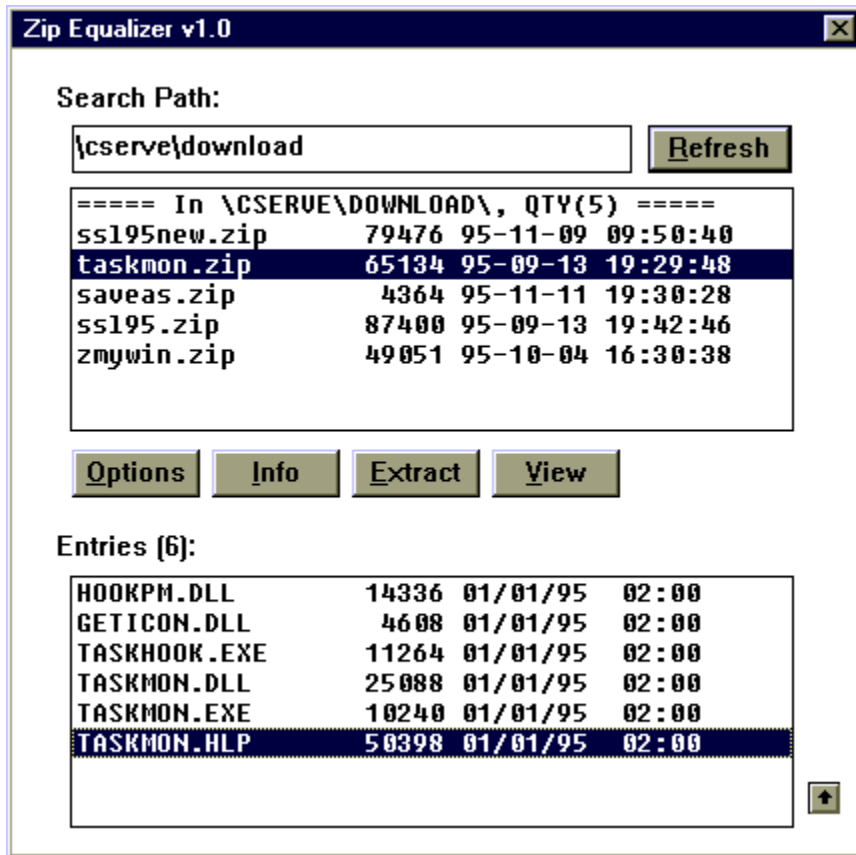 Zip Equalizer v1.0
Search Path:
\cserve\download
Refresh
===== In \CSERVE\DOWNLOAD\, QTY(5) =====
ssl95new.zip 79476 95-11-09 09:50:40
taskmon.zip 65134 95-09-13 19:29:48
saveas.zip 4364 95-11-11 19:30:28
ssl95.zip 87400 95-09-13 19:42:46
zmywin.zip 49051 95-10-04 16:30:38
Options Info Extract View
Entries (6):
HOOKPM.DLL 14336 01/01/95 02:00
GETICON.DLL 4608 01/01/95 02:00
TASKHOOK.EXE 11264 01/01/95 02:00
TASKMON.DLL 25088 01/01/95 02:00
TASKMON.EXE 10240 01/01/95 02:00
TASKMON.HLP 50398 01/01/95 02:00